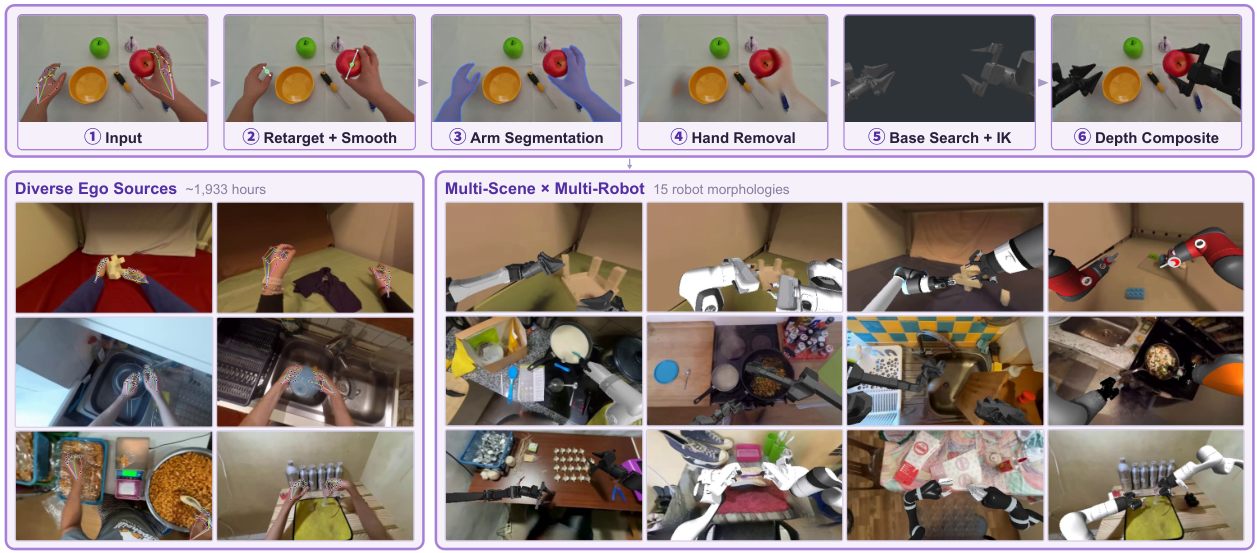 ① Input
② Retarget + Smooth
③ Arm Segmentation
④ Hand Removal
⑤ Base Search + IK
⑥ Depth Composite
Diverse Ego Sources ~1,933 hours
Multi-Scene × Multi-Robot 15 robot morphologies